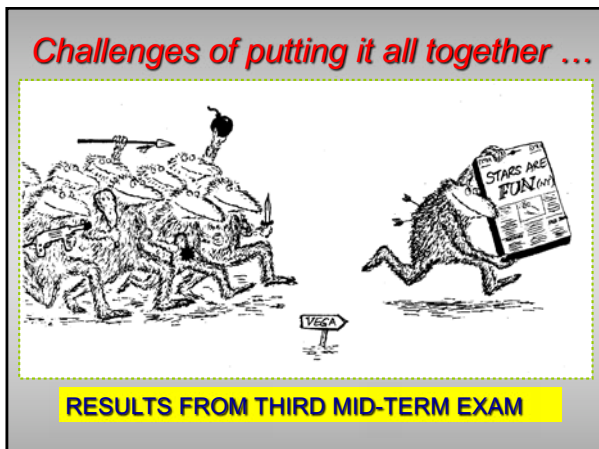 Challenges of putting it all together ...
STARS ARE
FUN
VEGA
RESULTS FROM THIRD MID-TERM EXAM